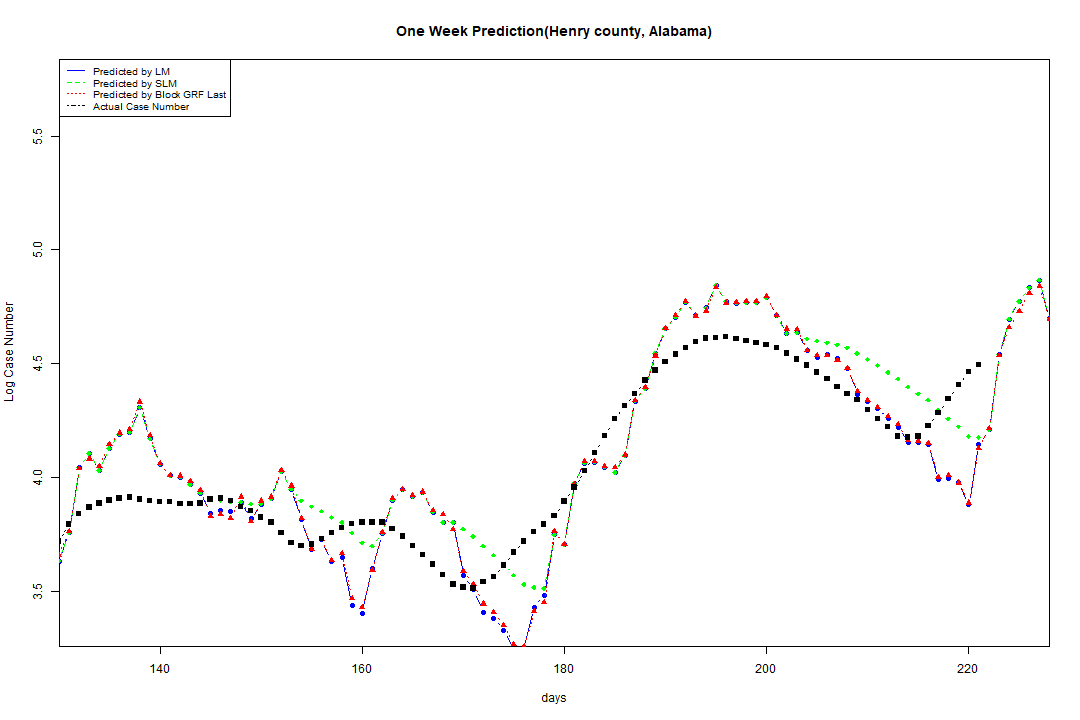 One Week Prediction(Henry county, Alabama)
Predicted by LM
Predicted by SLM
Predicted by Block GRF Last
Actual Case Number
Log Case Number
5.5
5.0
4.5
4.0
3.5
140 160 180 200 220
days